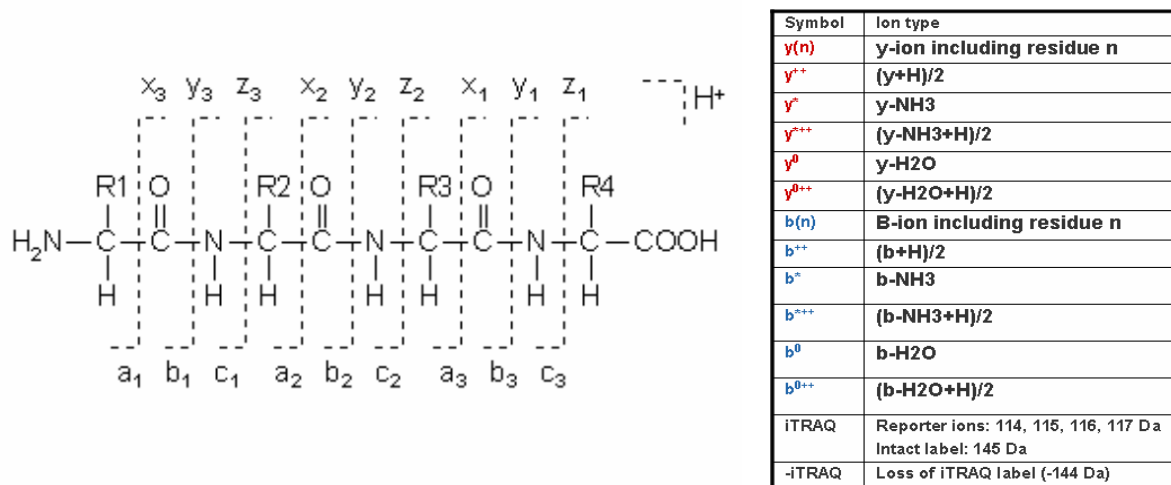 x₃ y₃ z₃ x₂ y₂ z₂ x₁ y₁ z₁ H⁺
R1 O R2 O R3 O R4
H₂N—C—C—N—C—C—N—C—C—N—C—COOH
H H H H H H H
a₁ b₁ c₁ a₂ b₂ c₂ a₃ b₃ c₃
Symbol Ion type
y(n) y-ion including residue n
y⁺⁺ (y+H)/2
y* y-NH3
y*⁺⁺ (y-NH3+H)/2
y⁰ y-H2O
y⁰⁺⁺ (y-H2O+H)/2
b(n) B-ion including residue n
b⁺⁺ (b+H)/2
b* b-NH3
b*⁺⁺ (b-NH3+H)/2
b⁰ b-H2O
b⁰⁺⁺ (b-H2O+H)/2
iTRAQ Reporter ions: 114, 115, 116, 117 Da
Intact label: 145 Da
-iTRAQ Loss of iTRAQ label (-144 Da)